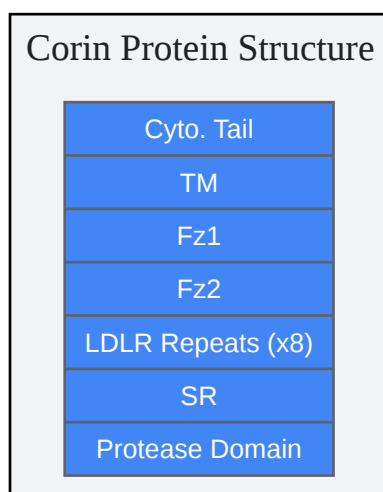 Corin Protein Structure
Cyto. Tail
TM
Fz1
Fz2
LDLR Repeats (x8)
SR
Protease Domain